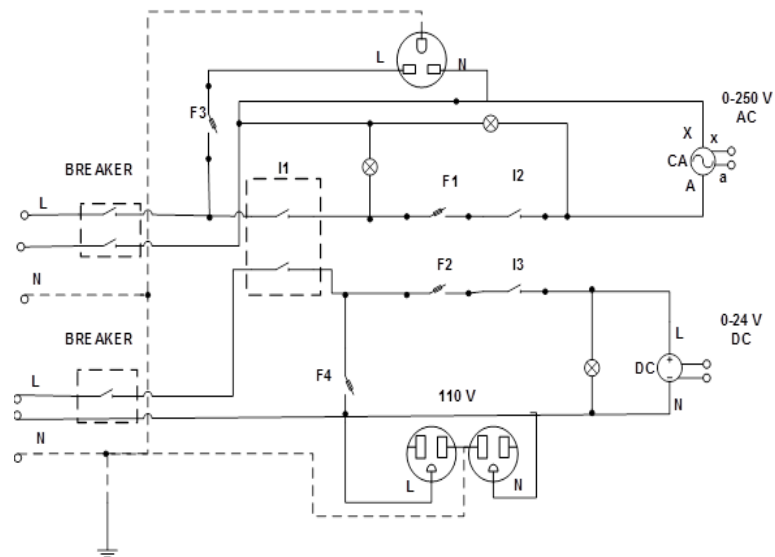 L
N
0-250 V
AC
F3
X
x
CA
A
a
BREAKER
I1
L
F1
I2
N
F2
I3
BREAKER
0-24 V
DC
L
L
F4
110 V
DC
+
-
N
N
L
N